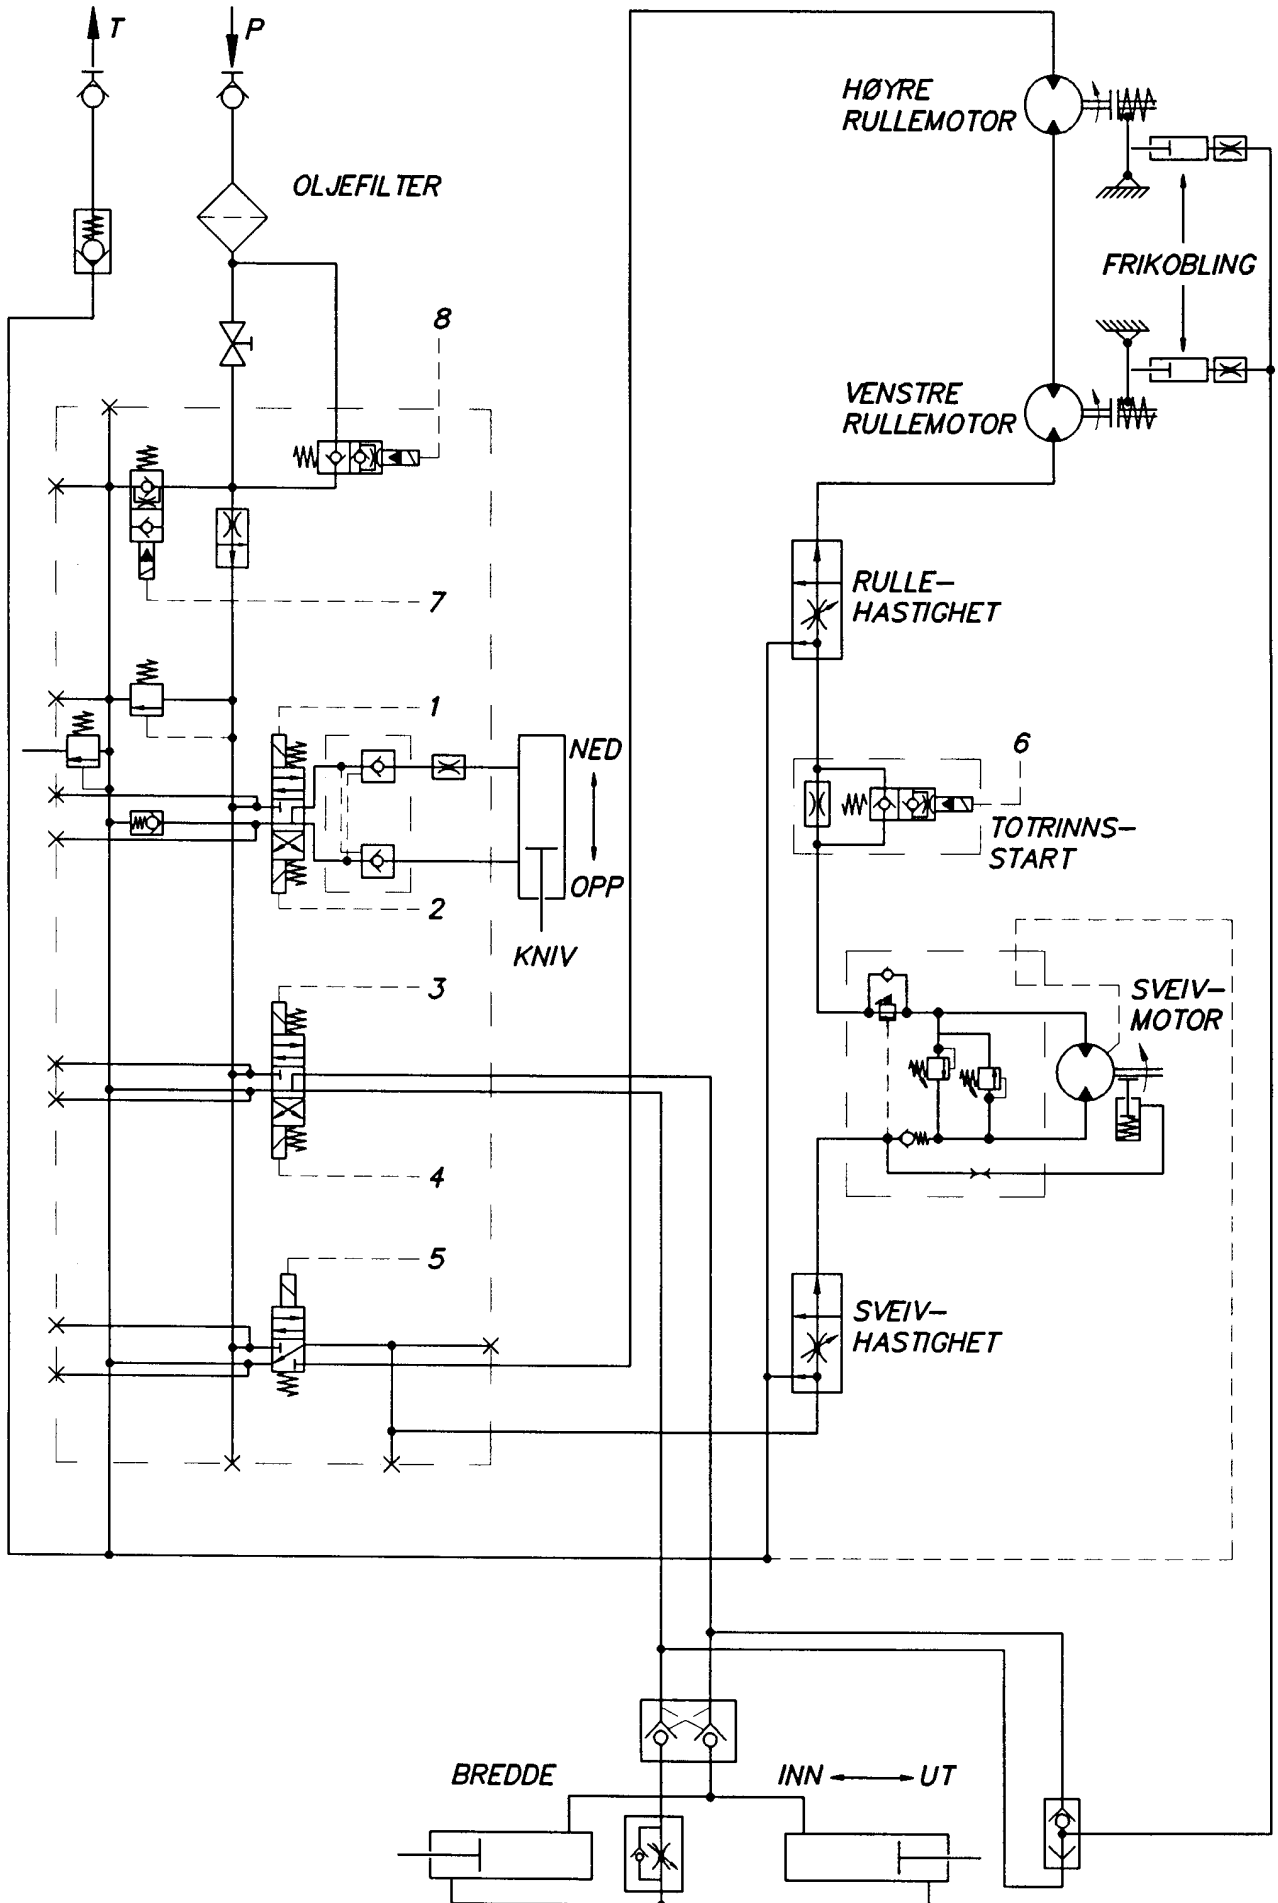 T
P
OLJEFILTER
HØYRE
RULLEMOTOR
FRIKOBLING
8
VENSTRE
RULLEMOTOR
7
RULLE-
HASTIGHET
1
NED
6
TOTRINNS-
START
OPP
2
KNIV
3
SVEIV-
MOTOR
4
5
SVEIV-
HASTIGHET
BREDDE
INN
UT